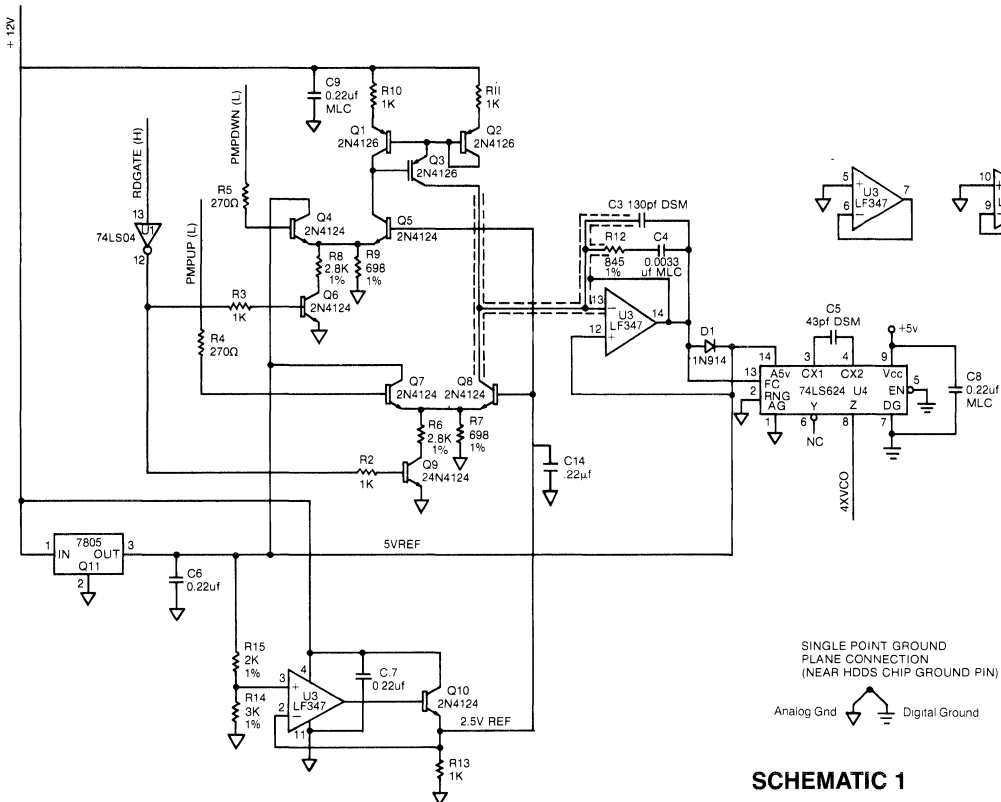 + 12V
C9
0.22uf
MLC
R10
1K
RII
1K
RDGATE (H)
PMPDWN (L)
Q1
2N4126
Q2
2N4126
Q3
2N4126
R5
270Ω
13
U1
74LS04
12
PMPUP (L)
Q4
2N4124
Q5
2N4124
R8
2.8K
1%
R9
698
1%
Q6
2N4124
R3
1K
R4
270Ω
C3 130pf DSM
R12
845
1%
C4
0.0033
uf MLC
13
12
U3
LF347
14
D1
1N914
5
6
U3
LF347
7
10
9
C5
43pf DSM
+5v
14
3
4
9
A5v
CX1
CX2
Vcc
13
FC
2
RNG
74LS624 U4
EN
5
AG
Y
Z
DG
1
6
8
7
NC
C8
0.22uf
MLC
4XVCO
Q7
2N4124
Q8
2N4124
R6
2.8K
1%
R7
698
1%
R2
1K
Q9
24N4124
C14
.22µf
1
IN
7805
OUT
3
Q11
2
5VREF
C6
0.22uf
R15
2K
1%
R14
3K
1%
3
2
4
U3
LF347
11
C.7
0 22uf
Q10
2N4124
2.5V REF
R13
1K
SINGLE POINT GROUND
PLANE CONNECTION
(NEAR HDDS CHIP GROUND PIN)
Analog Gnd
Digital Ground
SCHEMATIC 1